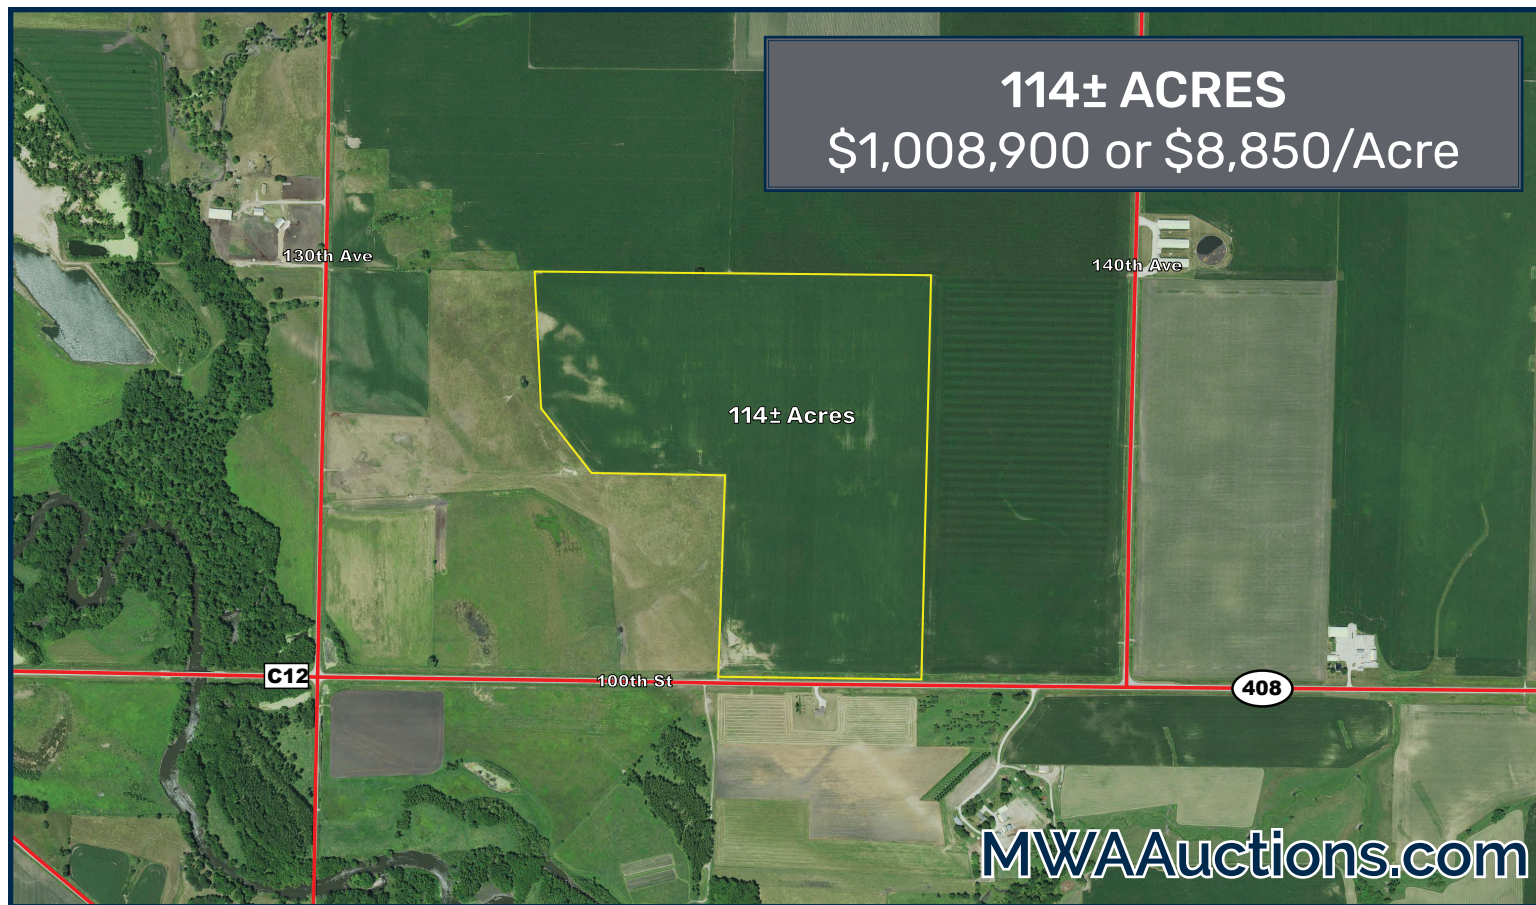 114± ACRES
$1,008,900 or $8,850/Acre
130th Ave
140th Ave
114± Acres
C12
100th St
408
MWAAuctions.com